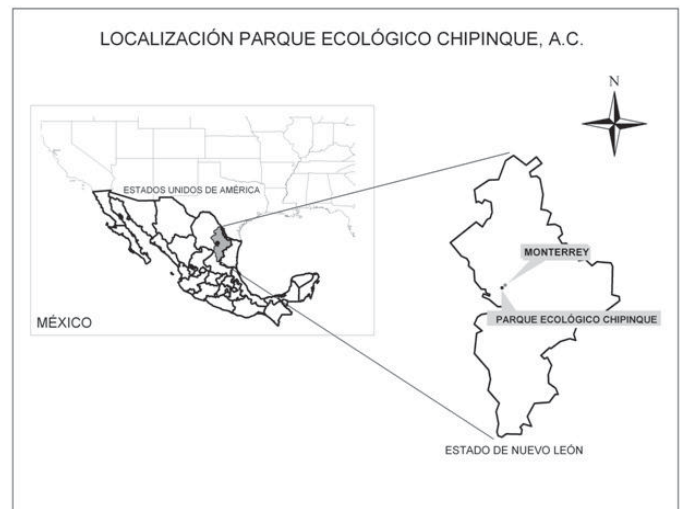 LOCALIZACIÓN PARQUE ECOLÓGICO CHIPINQUE, A.C.
N
ESTADOS UNIDOS DE AMÉRICA
MONTERREY
PARQUE ECOLÓGICO CHIPINQUE
MÉXICO
ESTADO DE NUEVO LEÓN